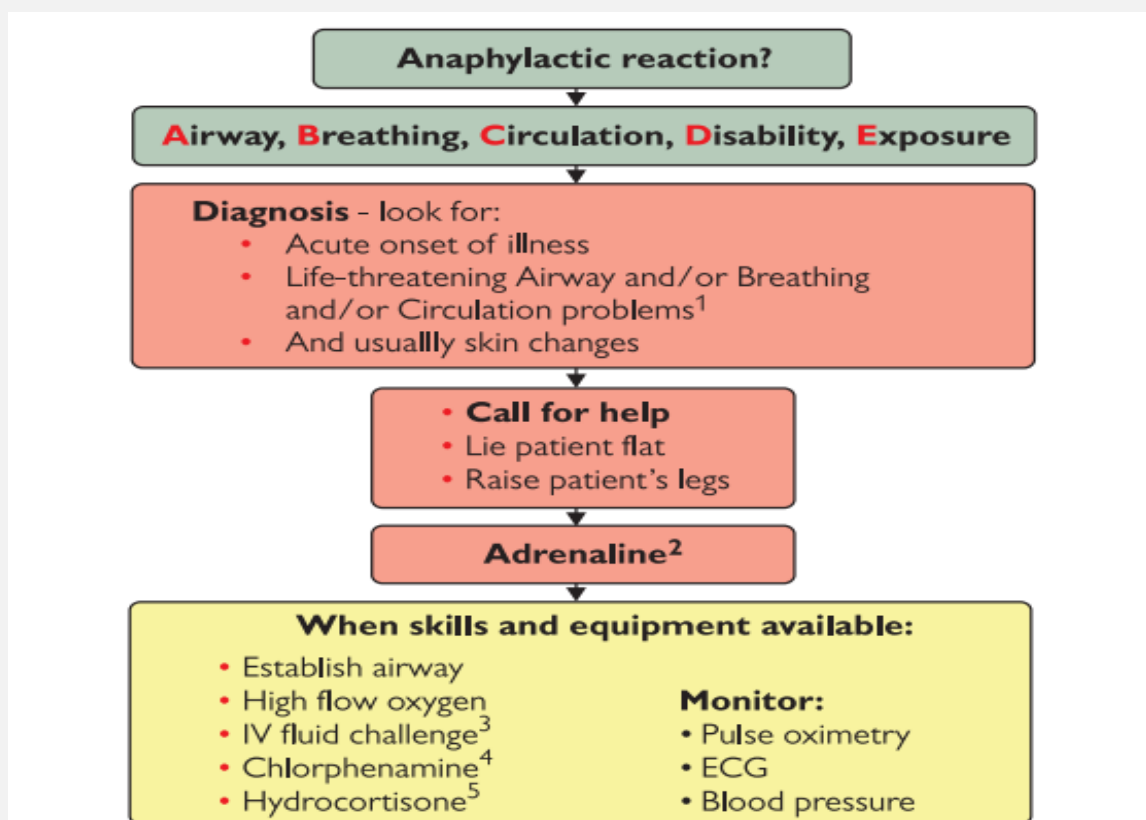 Anaphylactic reaction?
Airway, Breathing, Circulation, Disability, Exposure
Diagnosis - look for:
• Acute onset of illness
• Life-threatening Airway and/or Breathing
and/or Circulation problems¹
• And usuallly skin changes
• Call for help
• Lie patient flat
• Raise patient's legs
Adrenaline²
When skills and equipment available:
• Establish airway
• High flow oxygen
• IV fluid challenge³
• Chlorphenamine⁴
• Hydrocortisone⁵
Monitor:
• Pulse oximetry
• ECG
• Blood pressure